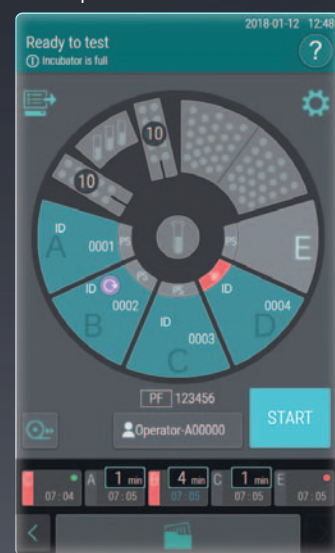 2018-01-12 12:48
Ready to test
Incubator is full
?
10
10
ID
A
0001
PS
PS
E
ID
0002
B
PS
PS
ID
0003
C
ID
0004
D
PF 123456
Operator-A00000
START
A 1 min
4 min
C 1 min
E
07:04
07:05
07:05
07:05
07:05